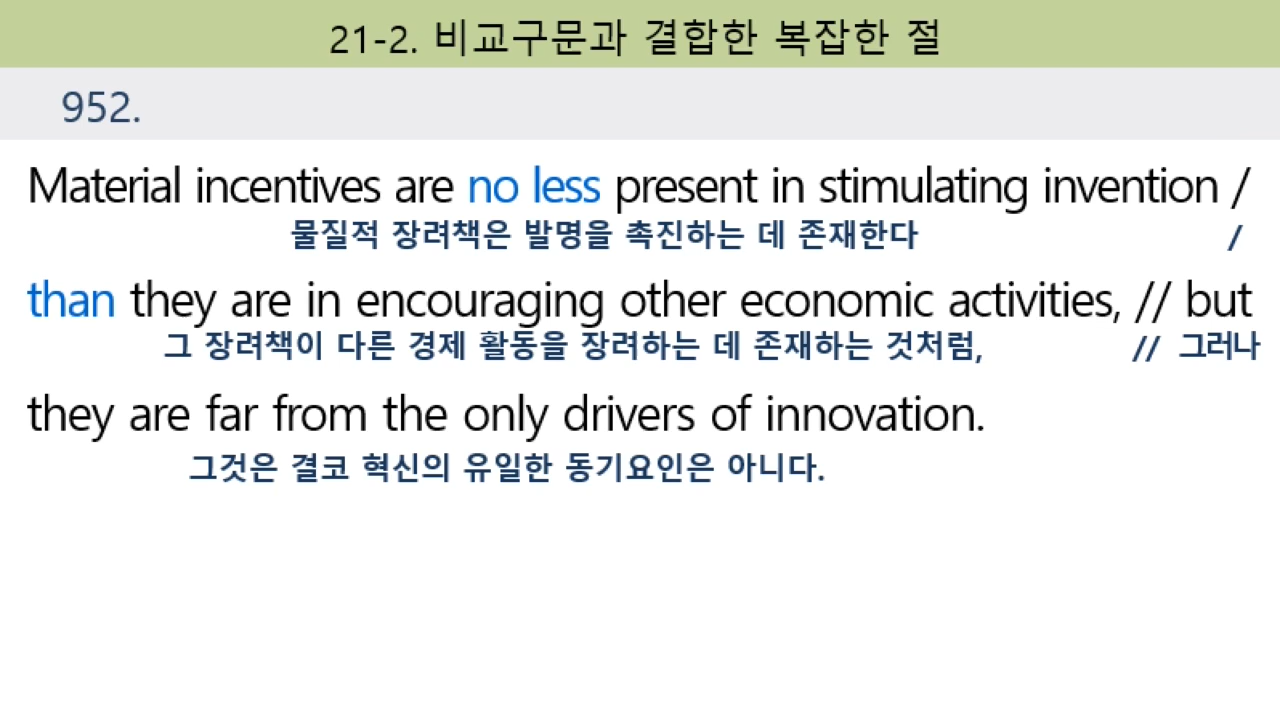 21-2. 비교구문과 결합한 복잡한 절
952.
Material incentives are no less present in stimulating invention /
물질적 장려책은 발명을 촉진하는 데 존재한다 /
than they are in encouraging other economic activities, // but
그 장려책이 다른 경제 활동을 장려하는 데 존재하는 것처럼, // 그러나
they are far from the only drivers of innovation.
그것은 결코 혁신의 유일한 동기요인은 아니다.